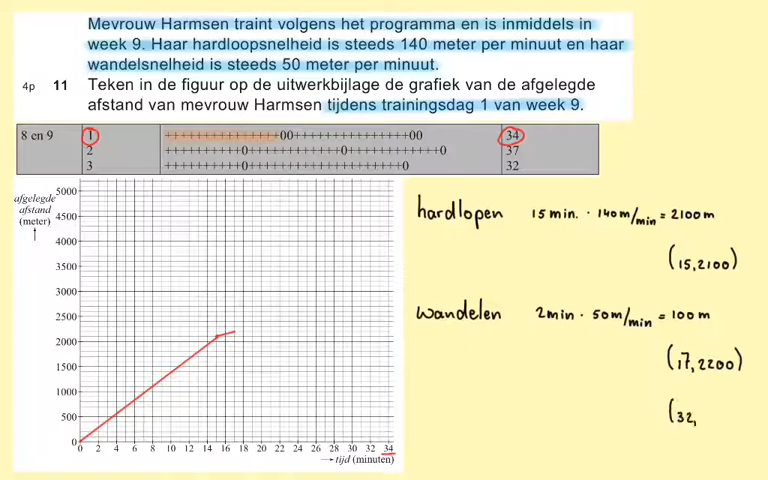 Mevrouw Harmsen traint volgens het programma en is inmiddels in
week 9. Haar hardloopsnelheid is steeds 140 meter per minuut en haar
wandelsnelheid is steeds 50 meter per minuut.
4p 11 Teken in de figuur op de uitwerkbijlage de grafiek van de afgelegde
afstand van mevrouw Harmsen tijdens trainingsdag 1 van week 9.
8 en 9 1 +++++++++++++++00+++++++++++++++00 34
2 ++++++++++0+++++++++++++0+++++++++++++0 37
3 ++++++++++0++++++++++++++++++++0 32
afgelegde
afstand
(meter)
5000
4500
4000
3500
3000
2500
2000
1500
1000
500
0
0 2 4 6 8 10 12 14 16 18 20 22 24 26 28 30 32 34
tijd (minuten)
hardlopen 15 min. · 140 m/min = 2100 m
(15, 2100)
wandelen 2 min · 50 m/min = 100 m
(17, 2200)
(32,